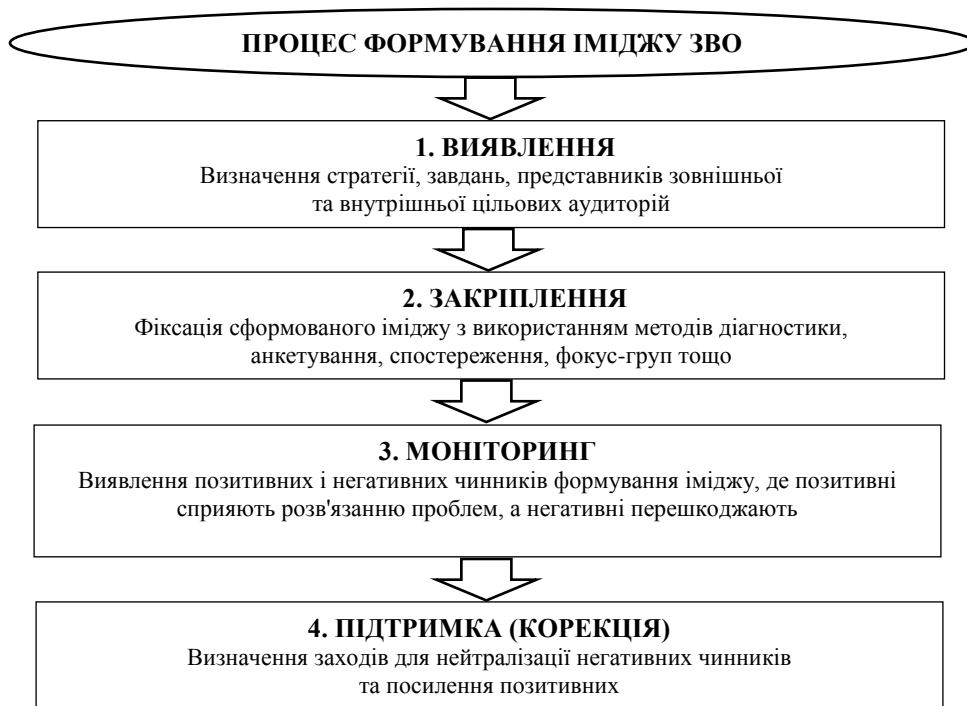 ПРОЦЕС ФОРМУВАННЯ ІМІДЖУ ЗВО
1. ВИЯВЛЕННЯ
Визначення стратегії, завдань, представників зовнішньої
та внутрішньої цільових аудиторій
2. ЗАКРІПЛЕННЯ
Фіксація сформованого іміджу з використанням методів діагностики,
анкетування, спостереження, фокус-груп тощо
3. МОНІТОРИНГ
Виявлення позитивних і негативних чинників формування іміджу, де позитивні
сприяють розв'язанню проблем, а негативні перешкоджають
4. ПІДТРИМКА (КОРЕКЦІЯ)
Визначення заходів для нейтралізації негативних чинників
та посилення позитивних